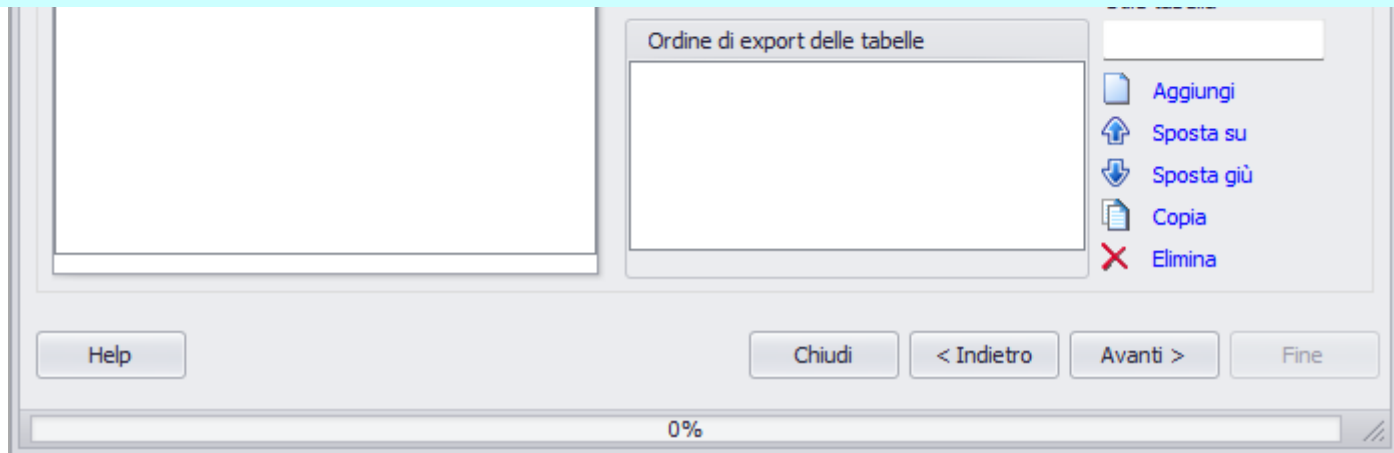 Ordine di export delle tabelle
Aggiungi
Sposta su
Sposta giù
Copia
Elimina
Help
Chiudi
< Indietro
Avanti >
Fine
0%